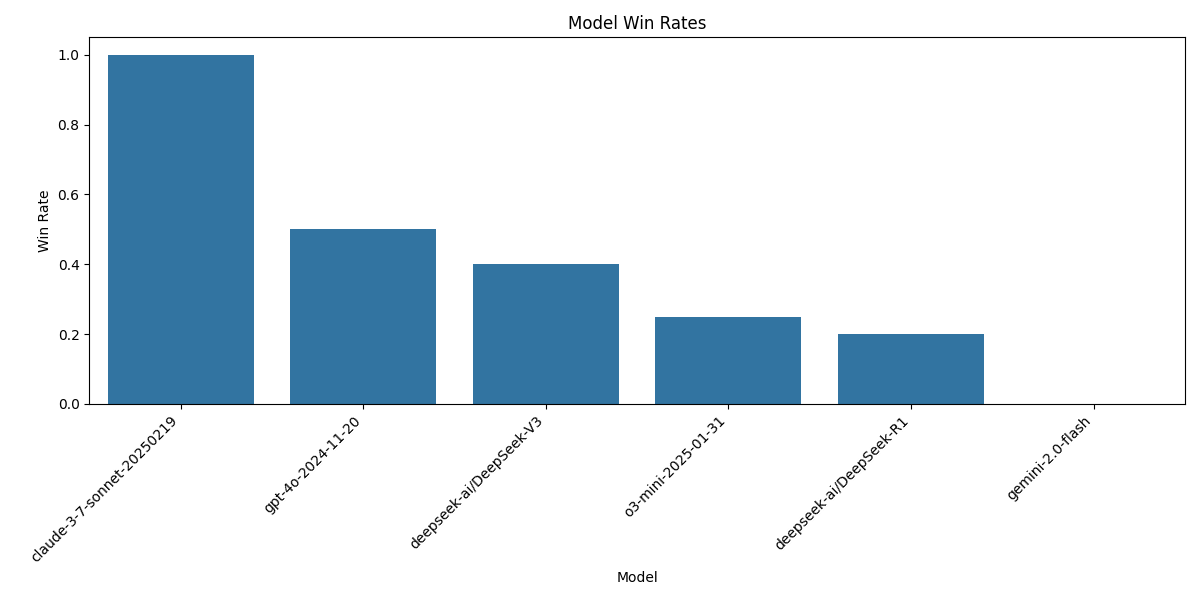 Model Win Rates
Win Rate
1.0
0.8
0.6
0.4
0.2
0.0
claude-3-7-sonnet-20250219
gpt-4o-2024-11-20
deepseek-ai/DeepSeek-V3
o3-mini-2025-01-31
deepseek-ai/DeepSeek-R1
gemini-2.0-flash
Model